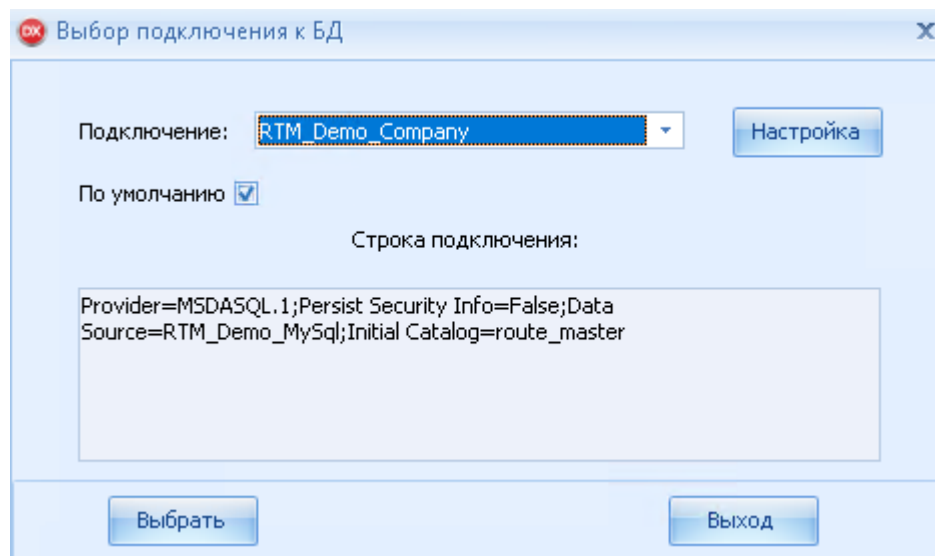 DX Выбор подключения к БД
Подключение: RTM_Demo_Company Настройка
По умолчанию
Строка подключения:
Provider=MSDASQL.1;Persist Security Info=False;Data
Source=RTM_Demo_MySql;Initial Catalog=route_master
Выбрать Выход